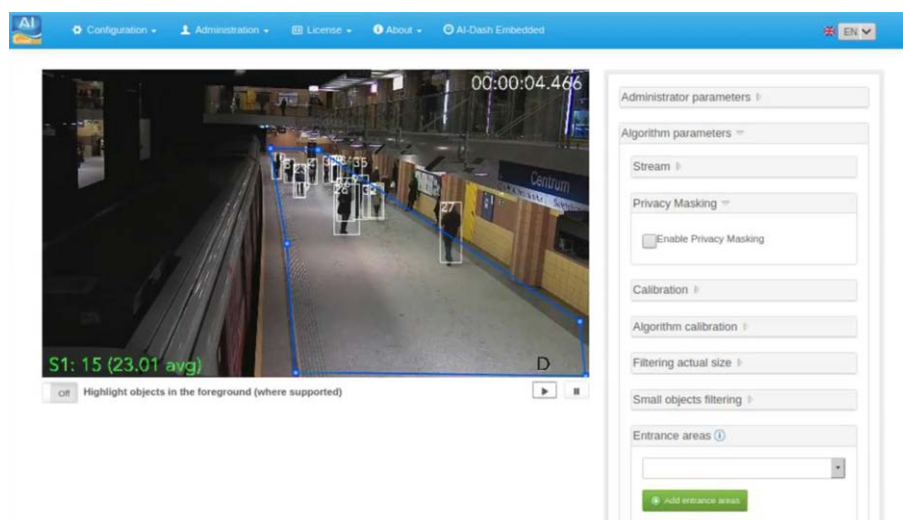 AI
Configuration
Administration
License
About
AI-Dash Embedded
EN
00:00:04.466
Centrum
27
S1: 15 (23.01 avg)
D
Off
Highlight objects in the foreground (where supported)
Administrator parameters
Algorithm parameters
Stream
Privacy Masking
Enable Privacy Masking
Calibration
Algorithm calibration
Filtering actual size
Small objects filtering
Entrance areas
Add entrance areas